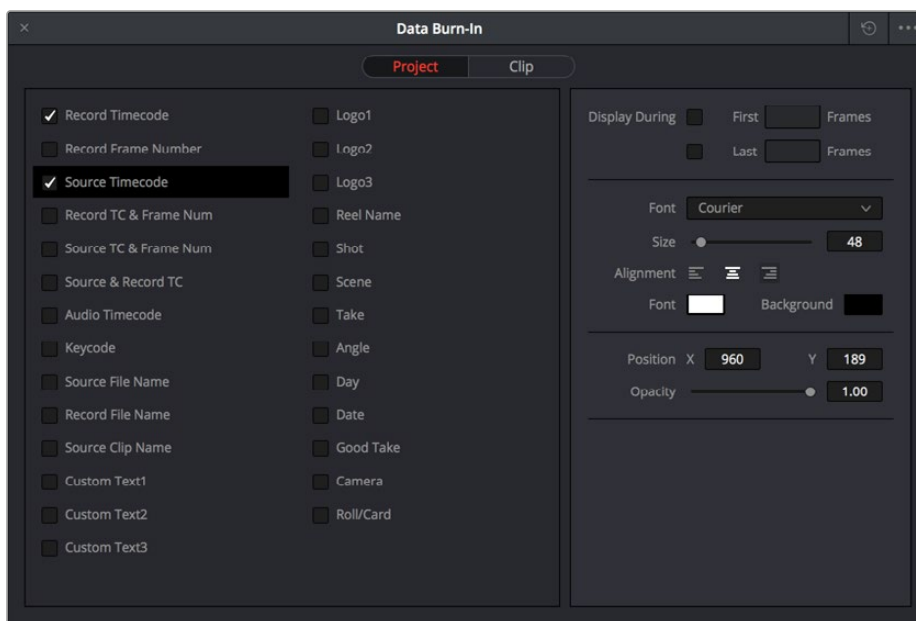 Data Burn-In
Project Clip
Record Timecode
Record Frame Number
Source Timecode
Record TC & Frame Num
Source TC & Frame Num
Source & Record TC
Audio Timecode
Keycode
Source File Name
Record File Name
Source Clip Name
Custom Text1
Custom Text2
Custom Text3
Logo1
Logo2
Logo3
Reel Name
Shot
Scene
Take
Angle
Day
Date
Good Take
Camera
Roll/Card
Display During First Frames
Last Frames
Font Courier
Size 48
Alignment
Font Background
Position X 960 Y 189
Opacity 1.00